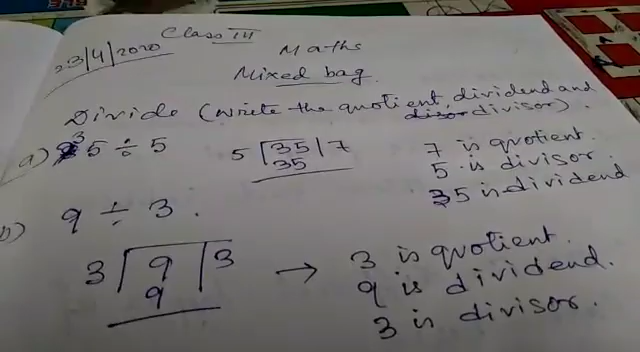 Class III
23/4/2020
Maths
Mixed bag
Divide (Write the quotient, dividend and
divisor).
a) 35 ÷ 5
5 35 7
35
7 is quotient.
5 is divisor.
35 is dividend
b) 9 ÷ 3.
3 9 3
9
→ 3 is quotient.
9 is dividend.
3 is divisor.